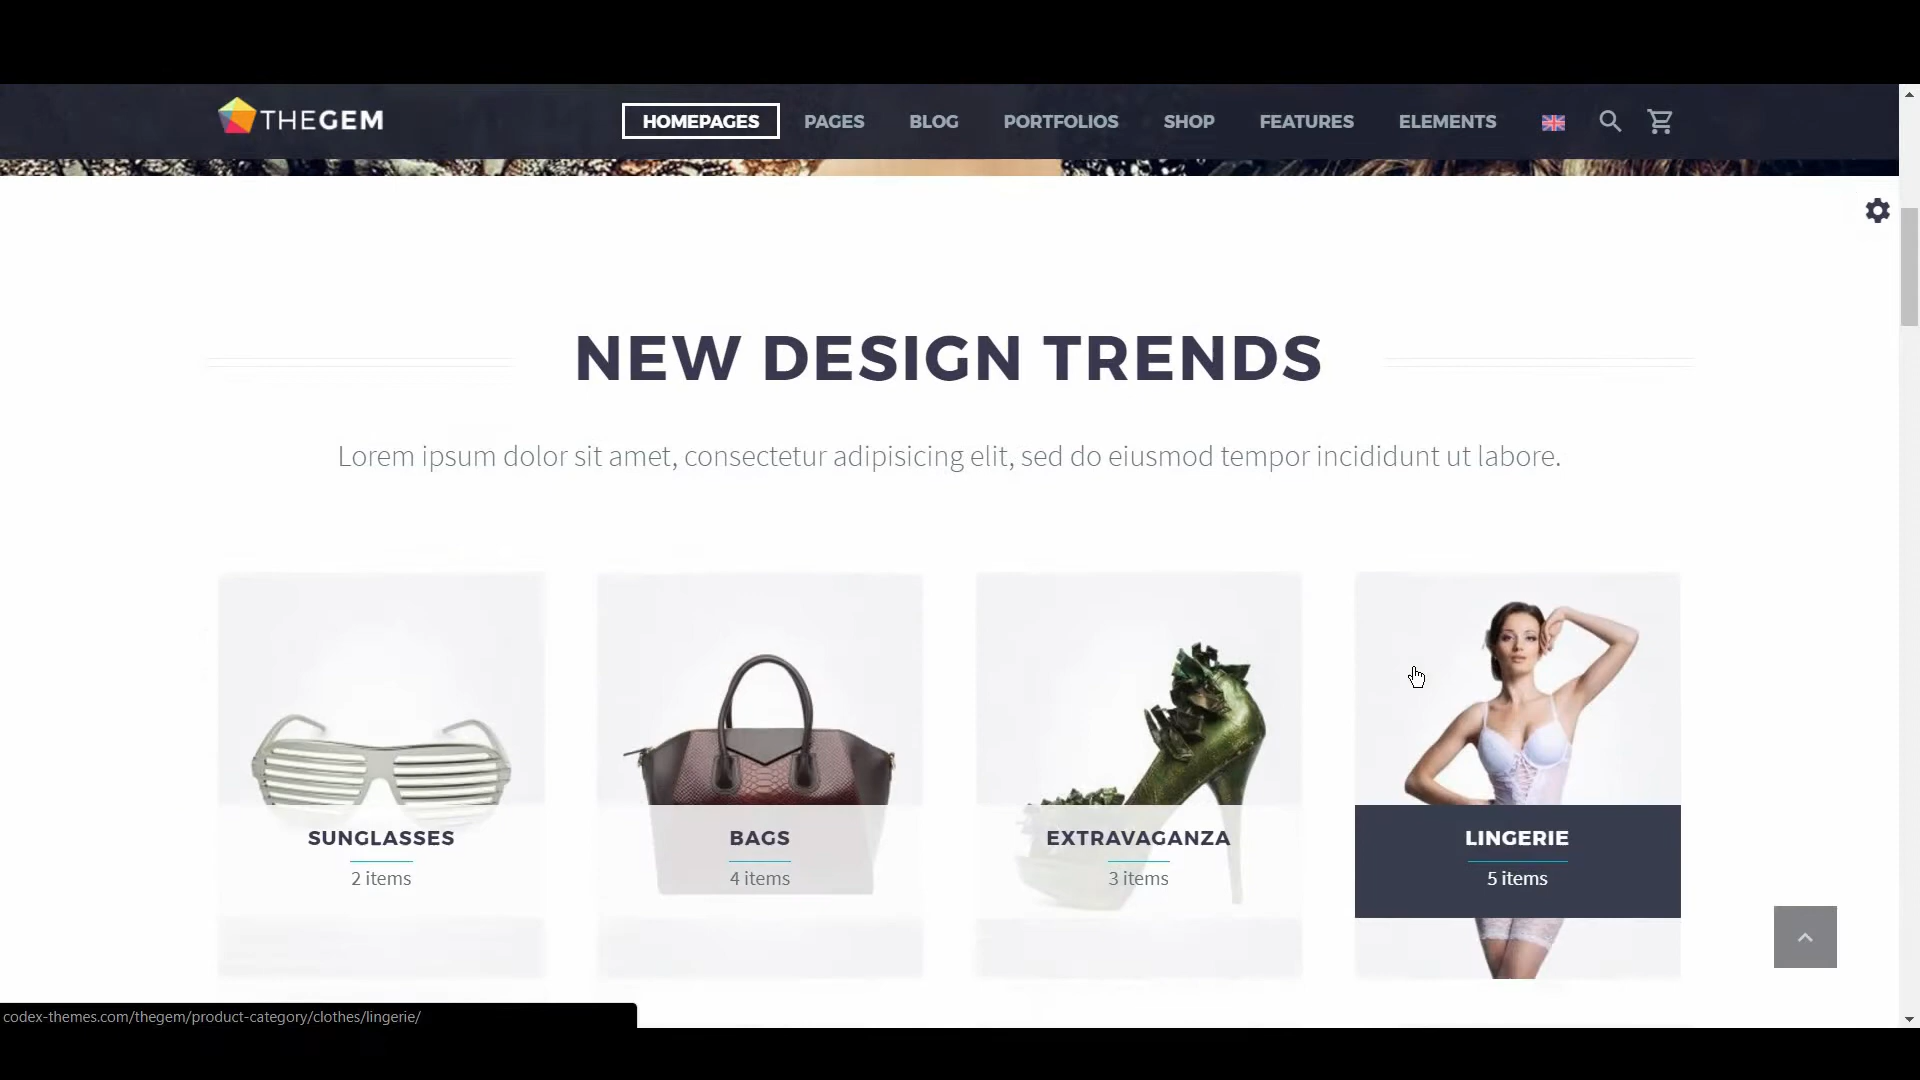 THEGEM
HOMEPAGES PAGES BLOG PORTFOLIOS SHOP FEATURES ELEMENTS
NEW DESIGN TRENDS
Lorem ipsum dolor sit amet, consectetur adipisicing elit, sed do eiusmod tempor incididunt ut labore.
SUNGLASSES
2 items
BAGS
4 items
EXTRAVAGANZA
3 items
LINGERIE
5 items
codex-themes.com/thegem/product-category/clothes/lingerie/